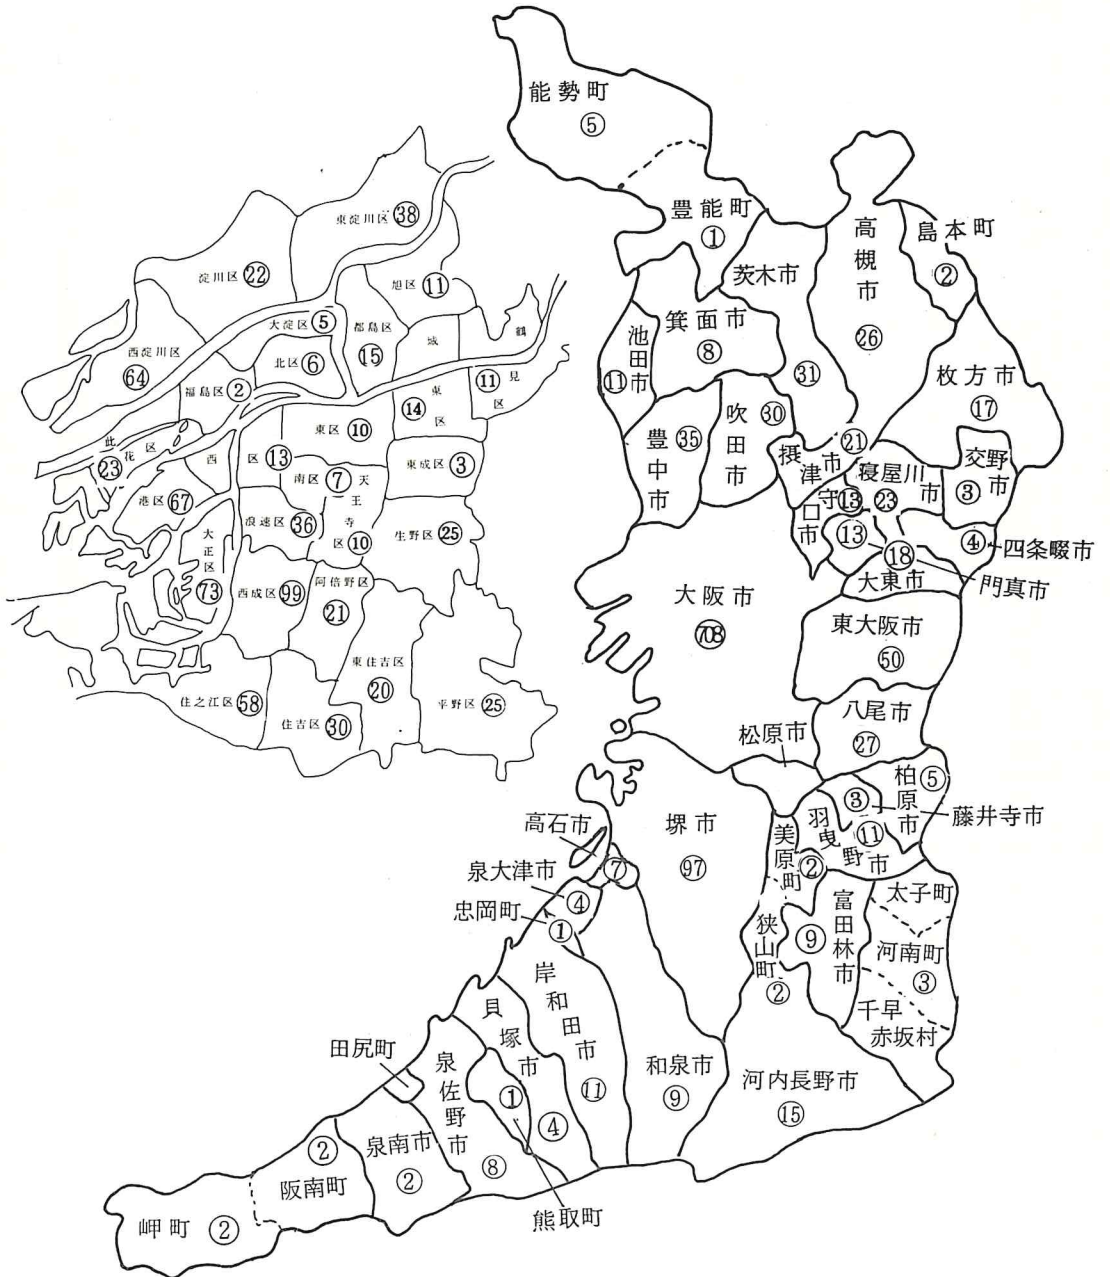 能勢町
⑤
豊能町
①
茨木市
㉛
高槻市
㉖
島本町
②
箕面市
⑧
池田市
⑪
豊中市
㉟
吹田市
㉚
摂津市
㉑
枚方市
⑰
交野市
③
寝屋川市
㉓
守口市
⑬
⑬
④
四条畷市
⑱
門真市
大東市
大阪市
708
東大阪市
㊿
八尾市
㉗
松原市
柏原市
⑤
③
藤井寺市
羽曳野市
⑪
美原町
②
堺市
97
高石市
⑦
泉大津市
④
忠岡町
①
太子町
富田林市
⑨
河南町
③
千早
赤坂村
狭山町
②
河内長野市
⑮
和泉市
⑨
岸和田市
⑪
貝塚市
④
①
熊取町
泉佐野市
⑧
田尻町
泉南市
②
阪南町
②
岬町
②
東淀川区㊳
淀川区㉒
旭区⑪
大淀区⑤
都島区
⑮
西淀川区
64
北区⑥
福島区②
城東区
⑭
鶴見区
⑪
此花区
㉓
西区
⑬
東区⑩
東成区③
港区67
南区⑦
天王寺区⑩
浪速区㊱
生野区㉕
大正区
73
西成区99
阿倍野区
㉑
東住吉区
⑳
住之江区58
住吉区㉚
平野区㉕